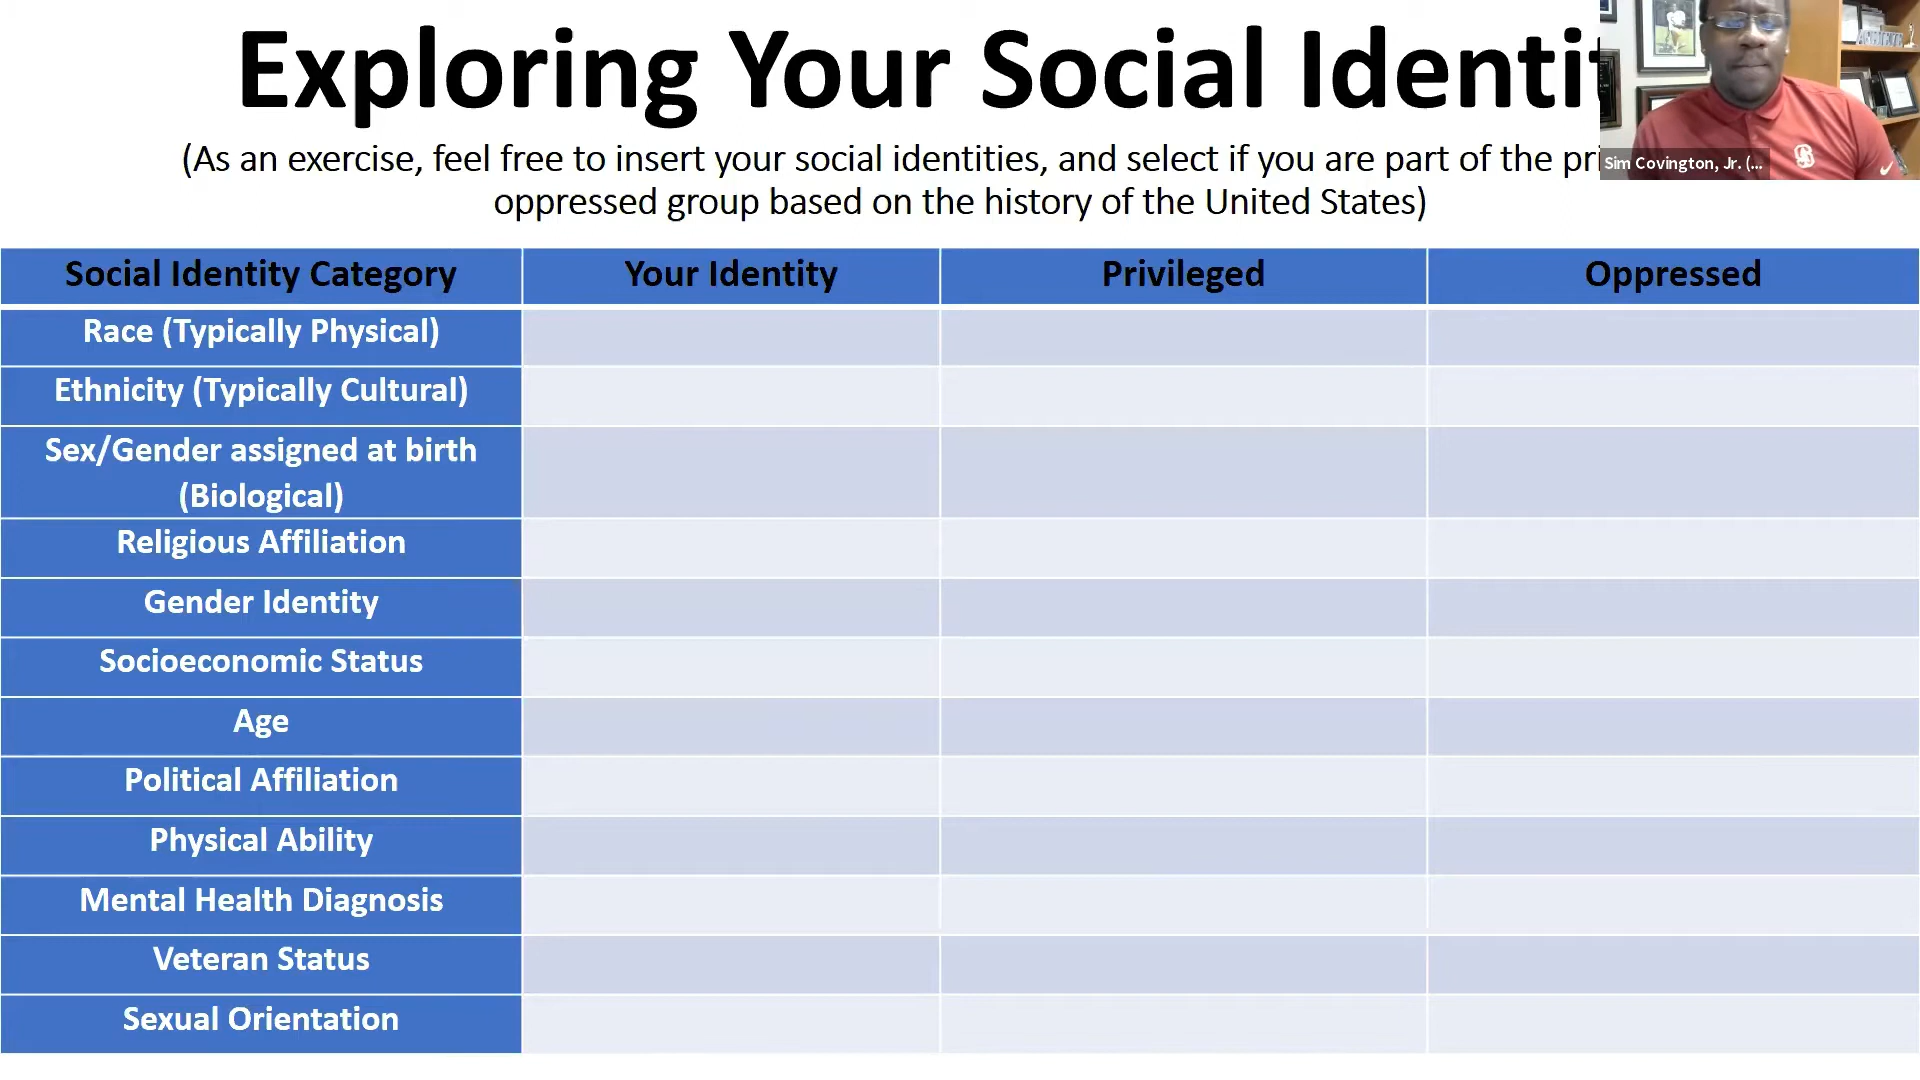 Exploring Your Social Identit
(As an exercise, feel free to insert your social identities, and select if you are part of the pri
oppressed group based on the history of the United States)
Sim Covington, Jr. (...
Social Identity Category Your Identity Privileged Oppressed
Race (Typically Physical)
Ethnicity (Typically Cultural)
Sex/Gender assigned at birth
(Biological)
Religious Affiliation
Gender Identity
Socioeconomic Status
Age
Political Affiliation
Physical Ability
Mental Health Diagnosis
Veteran Status
Sexual Orientation